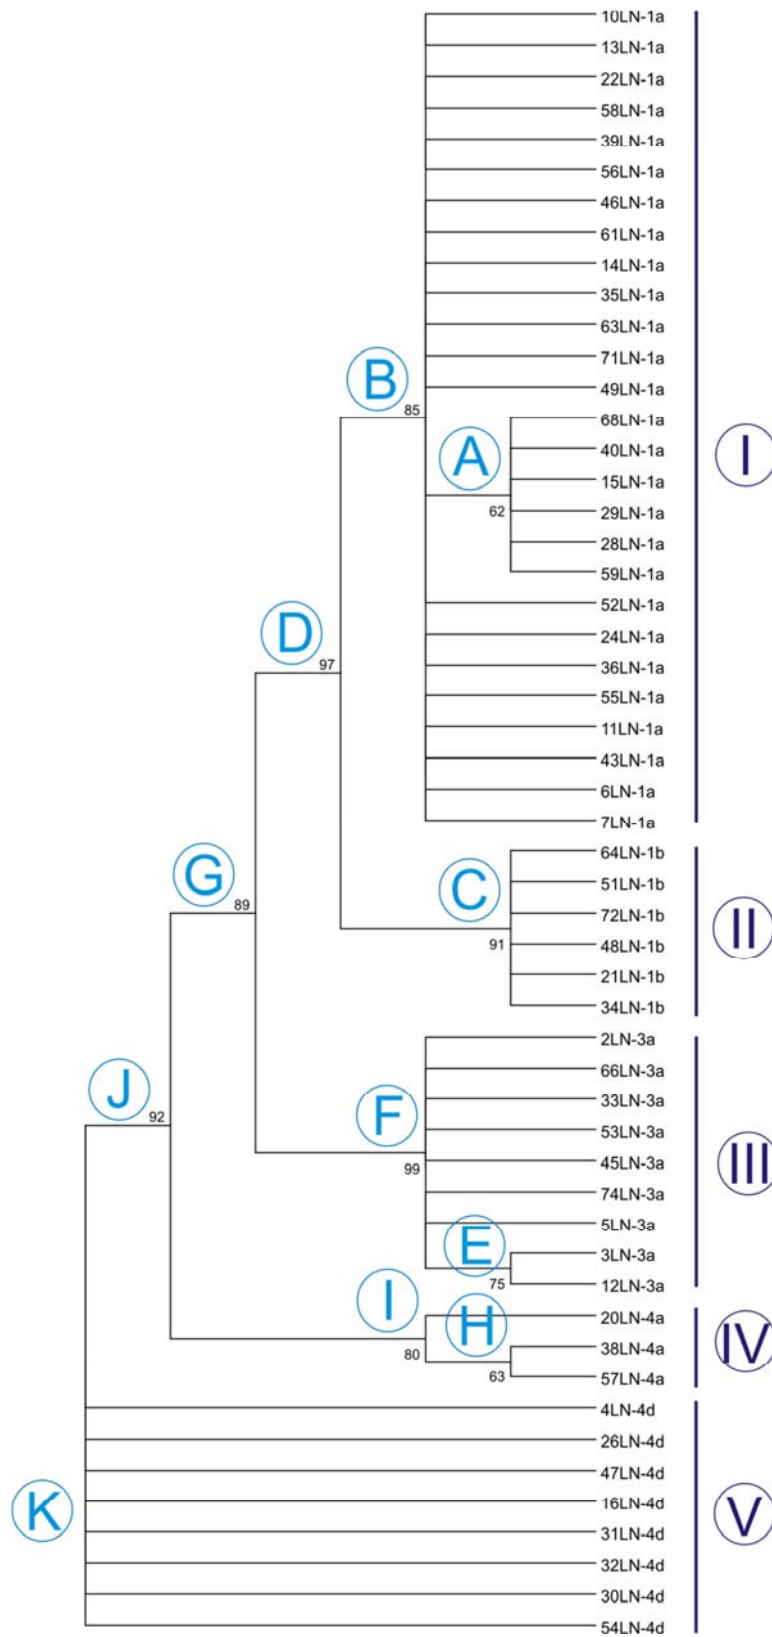 10LN-1a
13LN-1a
22LN-1a
58LN-1a
39LN-1a
56LN-1a
46LN-1a
61LN-1a
14LN-1a
35LN-1a
63LN-1a
71LN-1a
B
49LN-1a
85
68LN-1a
A
40LN-1a
I
15LN-1a
62
29LN-1a
28LN-1a
59LN-1a
52LN-1a
D
24LN-1a
97
36LN-1a
55LN-1a
11LN-1a
43LN-1a
6LN-1a
7LN-1a
64LN-1b
G
C
51LN-1b
89
72LN-1b
II
91
48LN-1b
21LN-1b
34LN-1b
2LN-3a
66LN-3a
J
33LN-3a
92
F
53LN-3a
99
45LN-3a
III
74LN-3a
5LN-3a
E
3LN-3a
75
12LN-3a
I
20LN-4a
H
38LN-4a
IV
80
63
57LN-4a
4LN-4d
26LN-4d
47LN-4d
K
16LN-4d
V
31LN-4d
32LN-4d
30LN-4d
54LN-4d